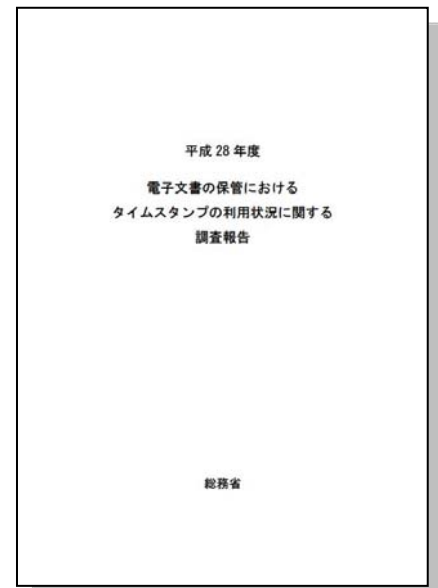 平成 28 年度
電子文書の保管における
タイムスタンプの利用状況に関する
調査報告
総務省